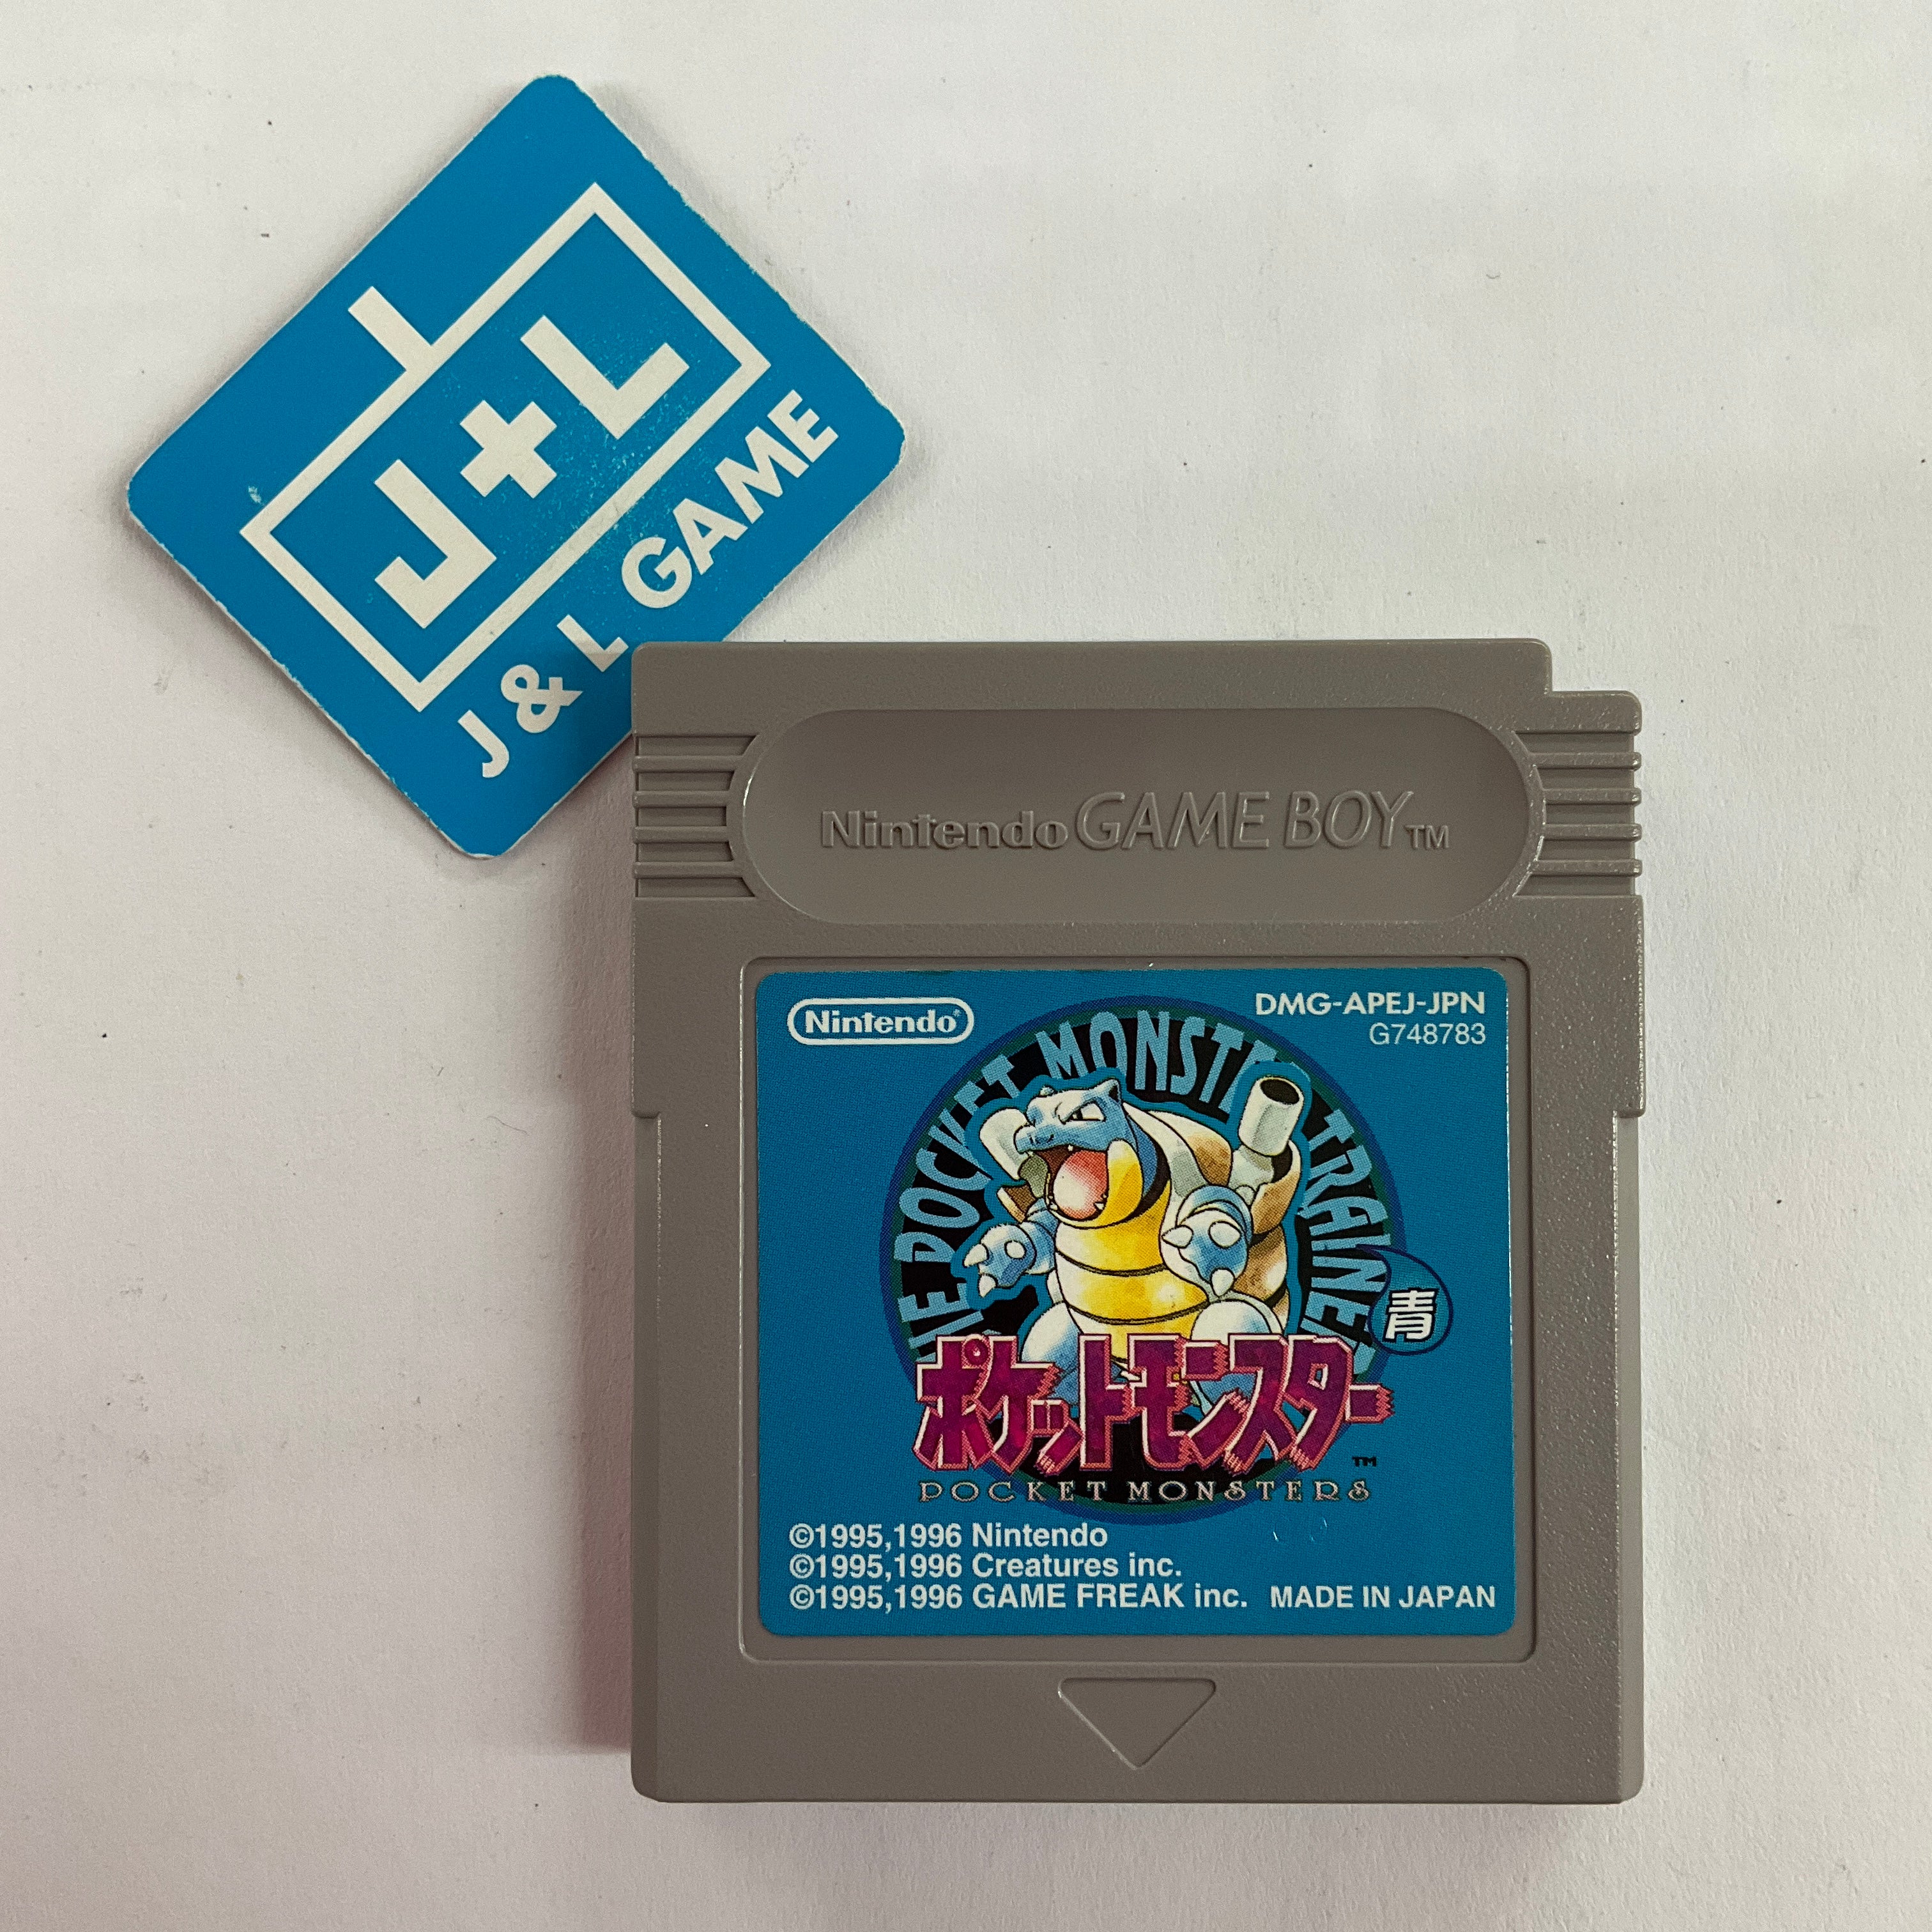 J+L
J & L GAME
Nintendo GAME BOY TM
Nintendo®
DMG-APEJ-JPN
G748783
POCKET MONSTE TRAINE
青
ポケットモンスター
TM
POCKET MONSTERS
©1995,1996 Nintendo
©1995,1996 Creatures inc.
©1995,1996 GAME FREAK inc. MADE IN JAPAN